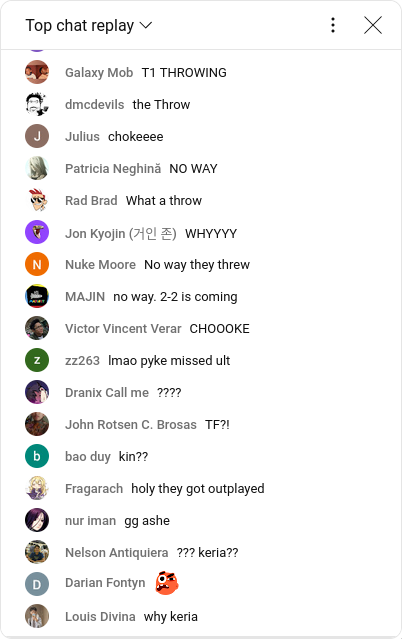 Top chat replay
Galaxy Mob T1 THROWING
dmcdevils the Throw
J Julius chokeeee
Patricia Neghină NO WAY
Rad Brad What a throw
Jon Kyojin (거인 존) WHYYYY
N Nuke Moore No way they threw
MAJIN no way. 2-2 is coming
Victor Vincent Verar CHOOOKE
z zz263 lmao pyke missed ult
Dranix Call me ????
John Rotsen C. Brosas TF?!
b bao duy kin??
Fragarach holy they got outplayed
nur iman gg ashe
Nelson Antiquiera ??? keria??
D Darian Fontyn
Louis Divina why keria